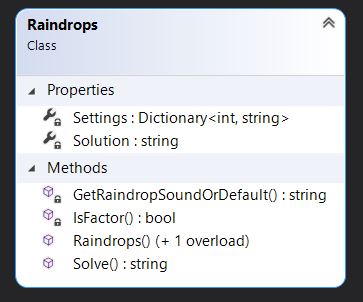 Raindrops
Class
Properties
Settings : Dictionary<int, string>
Solution : string
Methods
GetRaindropSoundOrDefault() : string
IsFactor() : bool
Raindrops() (+ 1 overload)
Solve() : string